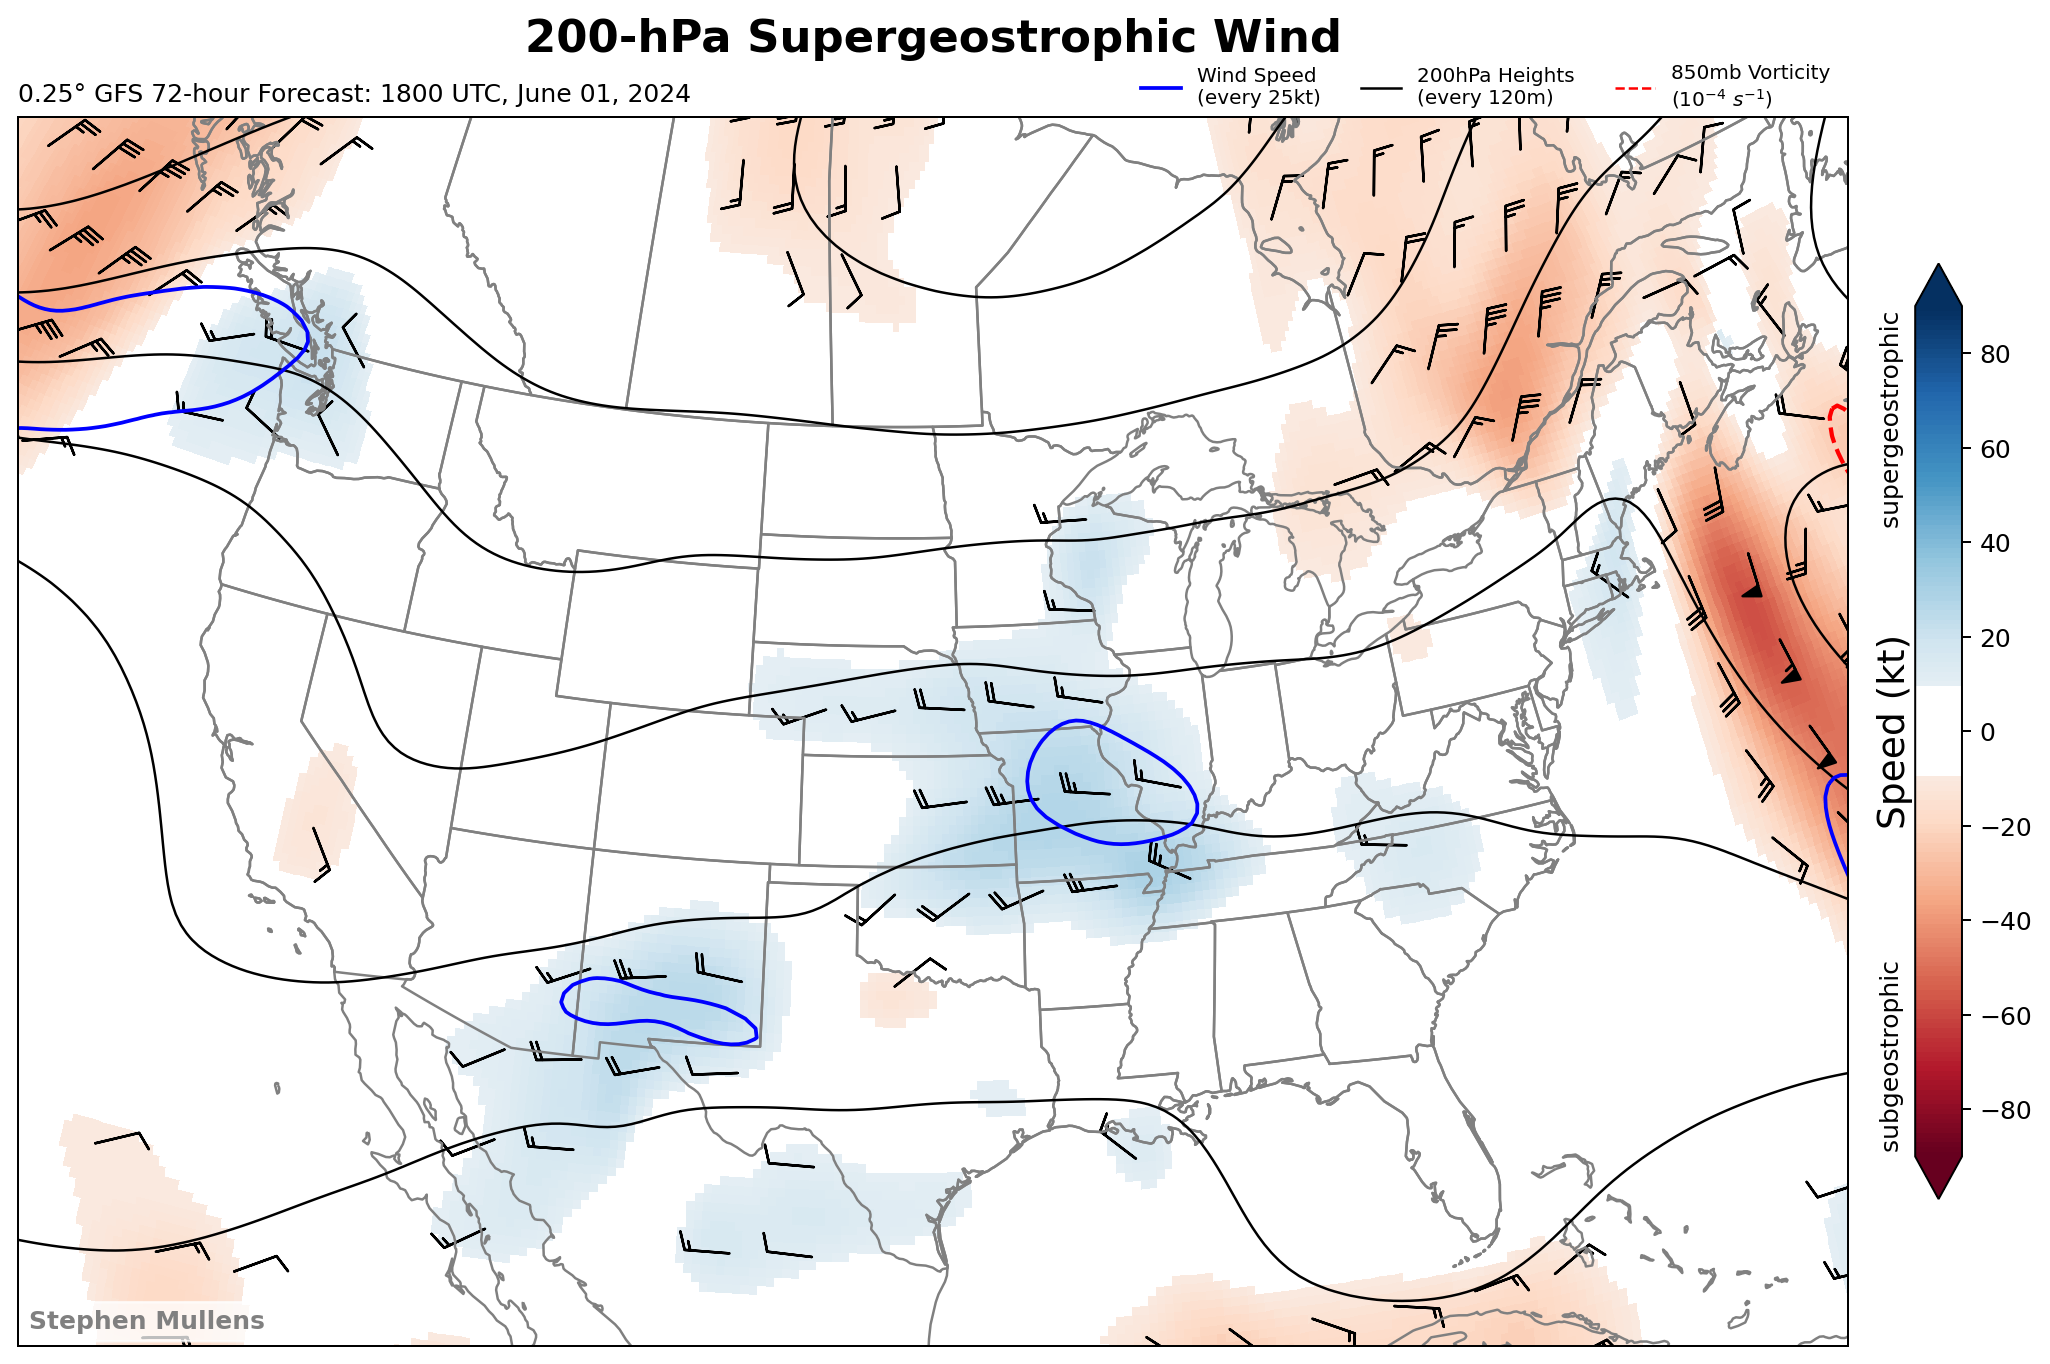 200-hPa Supergeostrophic Wind
0.25° GFS 72-hour Forecast: 1800 UTC, June 01, 2024
Wind Speed
(every 25kt)
200hPa Heights
(every 120m)
850mb Vorticity
(10⁻⁴ s⁻¹)
supergeostrophic
Speed (kt)
subgeostrophic
80
60
40
20
0
−20
−40
−60
−80
Stephen Mullens